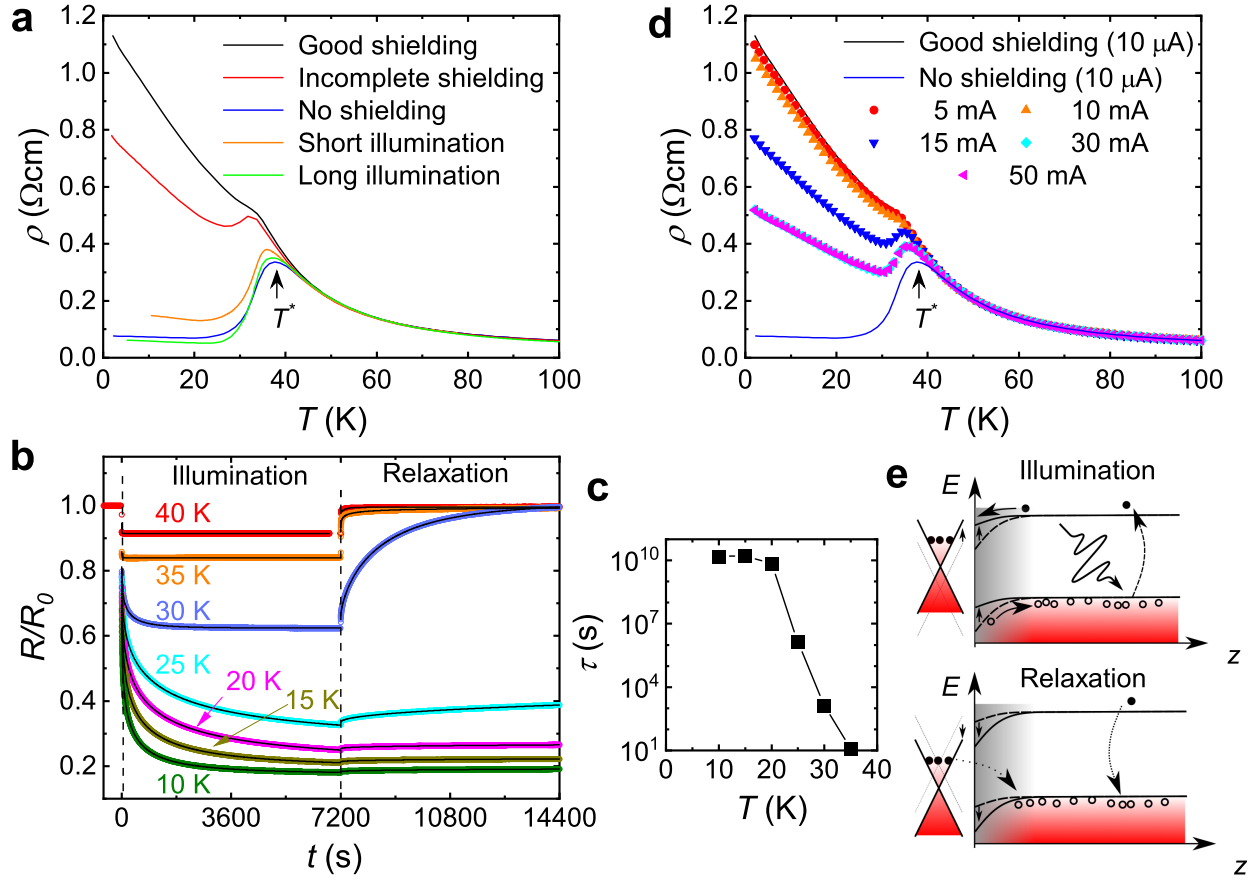 a
1.2
1.0
0.8
0.6
0.4
0.2
0.0
ρ (Ωcm)
Good shielding
Incomplete shielding
No shielding
Short illumination
Long illumination
T*
0 20 40 60 80 100
T (K)
d
1.2
1.0
0.8
0.6
0.4
0.2
0.0
ρ (Ωcm)
Good shielding (10 μA)
No shielding (10 μA)
5 mA 10 mA
15 mA 30 mA
50 mA
T*
0 20 40 60 80 100
T (K)
b
Illumination Relaxation
1.0
0.8
0.6
0.4
0.2
R/R0
40 K
35 K
30 K
25 K
20 K
15 K
10 K
0 3600 7200 10800 14400
t (s)
c
10^10
10^7
10^4
10^1
τ (s)
0 10 20 30 40
T (K)
e
Illumination
E
z
Relaxation
E
z